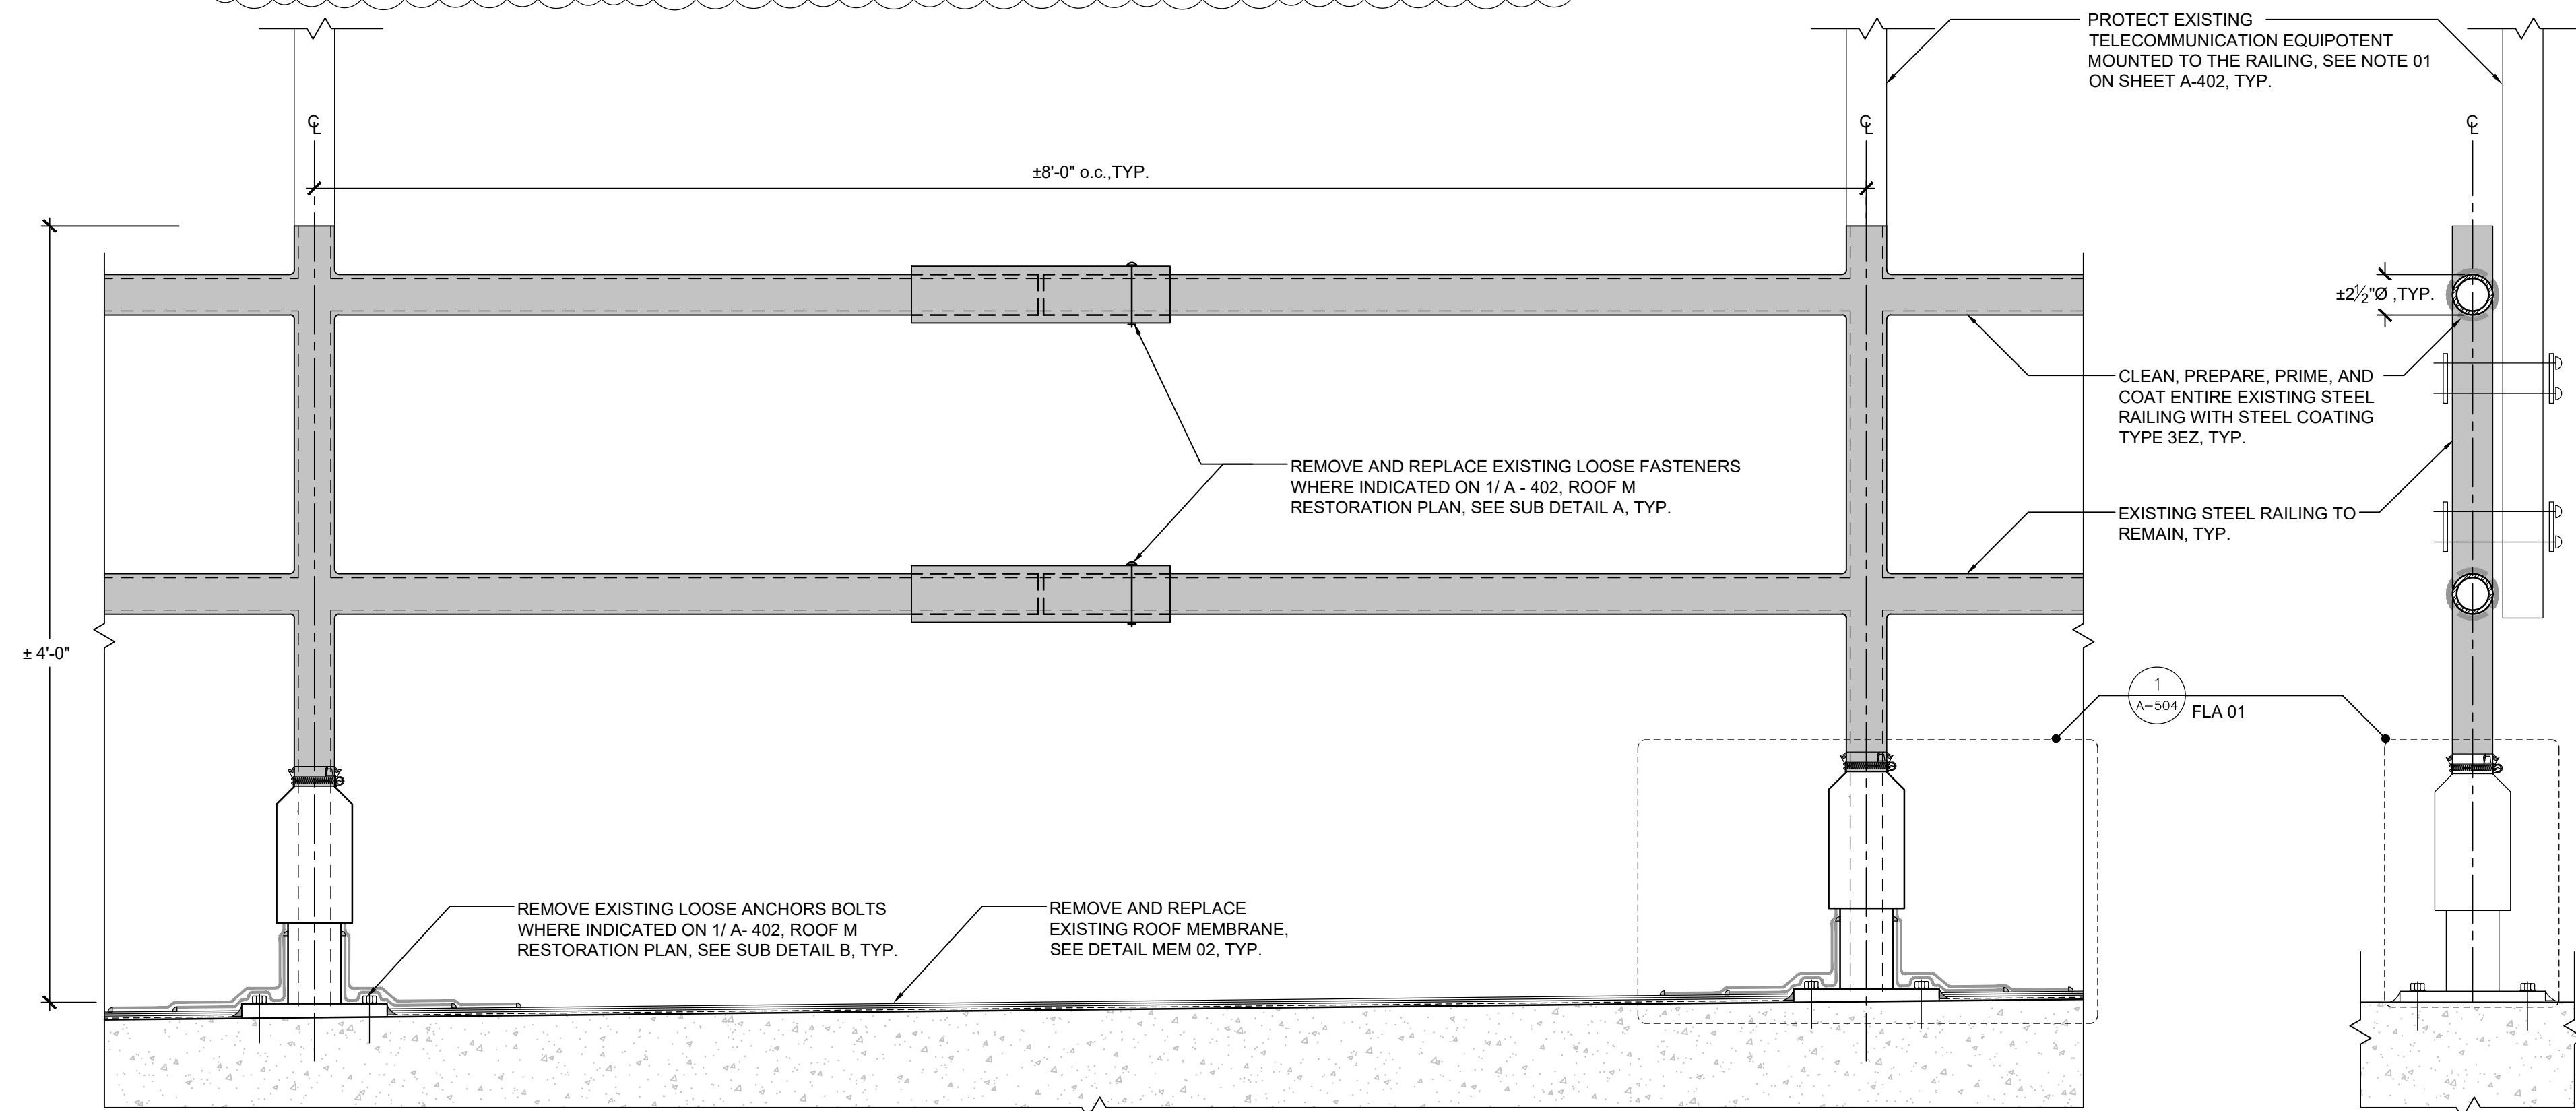 PROTECT EXISTING
TELECOMMUNICATION EQUIPOTENT
MOUNTED TO THE RAILING, SEE NOTE 01
ON SHEET A-402, TYP.
℄
℄
℄
±8'-0" o.c.,TYP.
±2½"Ø ,TYP.
CLEAN, PREPARE, PRIME, AND
COAT ENTIRE EXISTING STEEL
RAILING WITH STEEL COATING
TYPE 3EZ, TYP.
REMOVE AND REPLACE EXISTING LOOSE FASTENERS
WHERE INDICATED ON 1/ A - 402, ROOF M
RESTORATION PLAN, SEE SUB DETAIL A, TYP.
EXISTING STEEL RAILING TO
REMAIN, TYP.
± 4'-0"
1
A-504
FLA 01
REMOVE EXISTING LOOSE ANCHORS BOLTS
WHERE INDICATED ON 1/ A- 402, ROOF M
RESTORATION PLAN, SEE SUB DETAIL B, TYP.
REMOVE AND REPLACE
EXISTING ROOF MEMBRANE,
SEE DETAIL MEM 02, TYP.